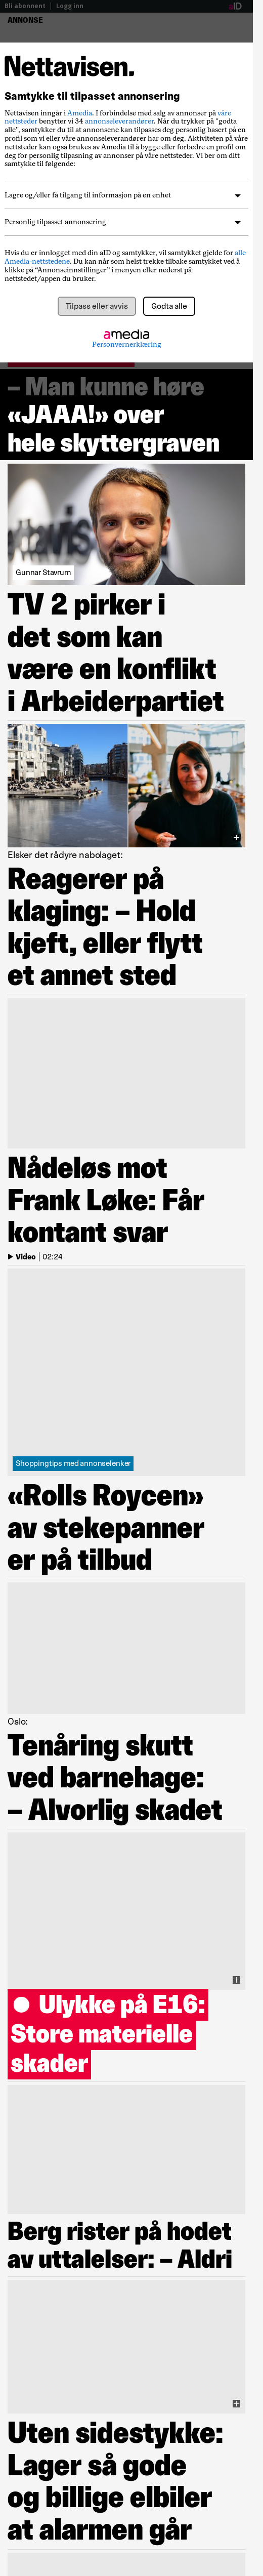 Bli abonnent | Logg inn
aID
ANNONSE
Nettavisen.
Samtykke til tilpasset annonsering
Nettavisen inngår i Amedia. I forbindelse med salg av annonser på våre
nettsteder benytter vi 34 annonseleverandører. Når du trykker på "godta
alle", samtykker du til at annonsene kan tilpasses deg personlig basert på en
profil som vi eller våre annonseleverandører har om deg. Aktiviteten på våre
nettsteder kan også brukes av Amedia til å bygge eller forbedre en profil om
deg for personlig tilpasning av annonser på våre nettsteder. Vi ber om ditt
samtykke til følgende:
Lagre og/eller få tilgang til informasjon på en enhet
Personlig tilpasset annonsering
Hvis du er innlogget med din aID og samtykker, vil samtykket gjelde for alle
Amedia-nettstedene. Du kan når som helst trekke tilbake samtykket ved å
klikke på "Annonseinnstillinger" i menyen eller nederst på
nettstedet/appen du bruker.
Tilpass eller avvis
Godta alle
amedia
Personvernerklæring
– Man kunne høre
«JAAA!» over
hele skyttergraven
Gunnar Stavrum
TV 2 pirker i
det som kan
være en konflikt
i Arbeiderpartiet
Elsker det rådyre nabolaget:
Reagerer på
klaging: – Hold
kjeft, eller flytt
et annet sted
Nådeløs mot
Frank Løke: Får
kontant svar
Video | 02:24
Shoppingtips med annonselenker
«Rolls Roycen»
av stekepanner
er på tilbud
Oslo:
Tenåring skutt
ved barnehage:
– Alvorlig skadet
Ulykke på E16:
Store materielle
skader
Berg rister på hodet
av uttalelser: – Aldri
Uten sidestykke:
Lager så gode
og billige elbiler
at alarmen går